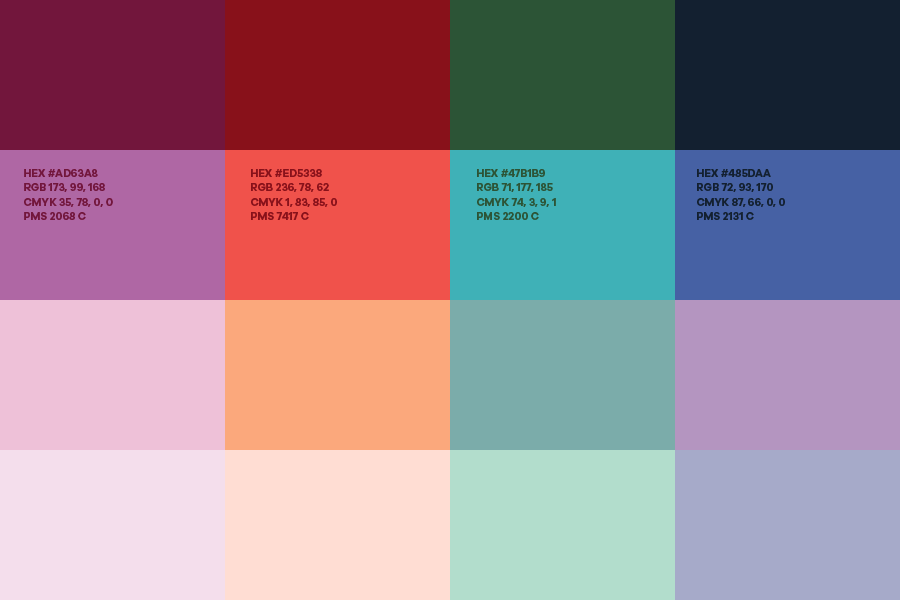 HEX #AD63A8
RGB 173, 99, 168
CMYK 35, 78, 0, 0
PMS 2068 C
HEX #ED5338
RGB 236, 78, 62
CMYK 1, 83, 85, 0
PMS 7417 C
HEX #47B1B9
RGB 71, 177, 185
CMYK 74, 3, 9, 1
PMS 2200 C
HEX #485DAA
RGB 72, 93, 170
CMYK 87, 66, 0, 0
PMS 2131 C